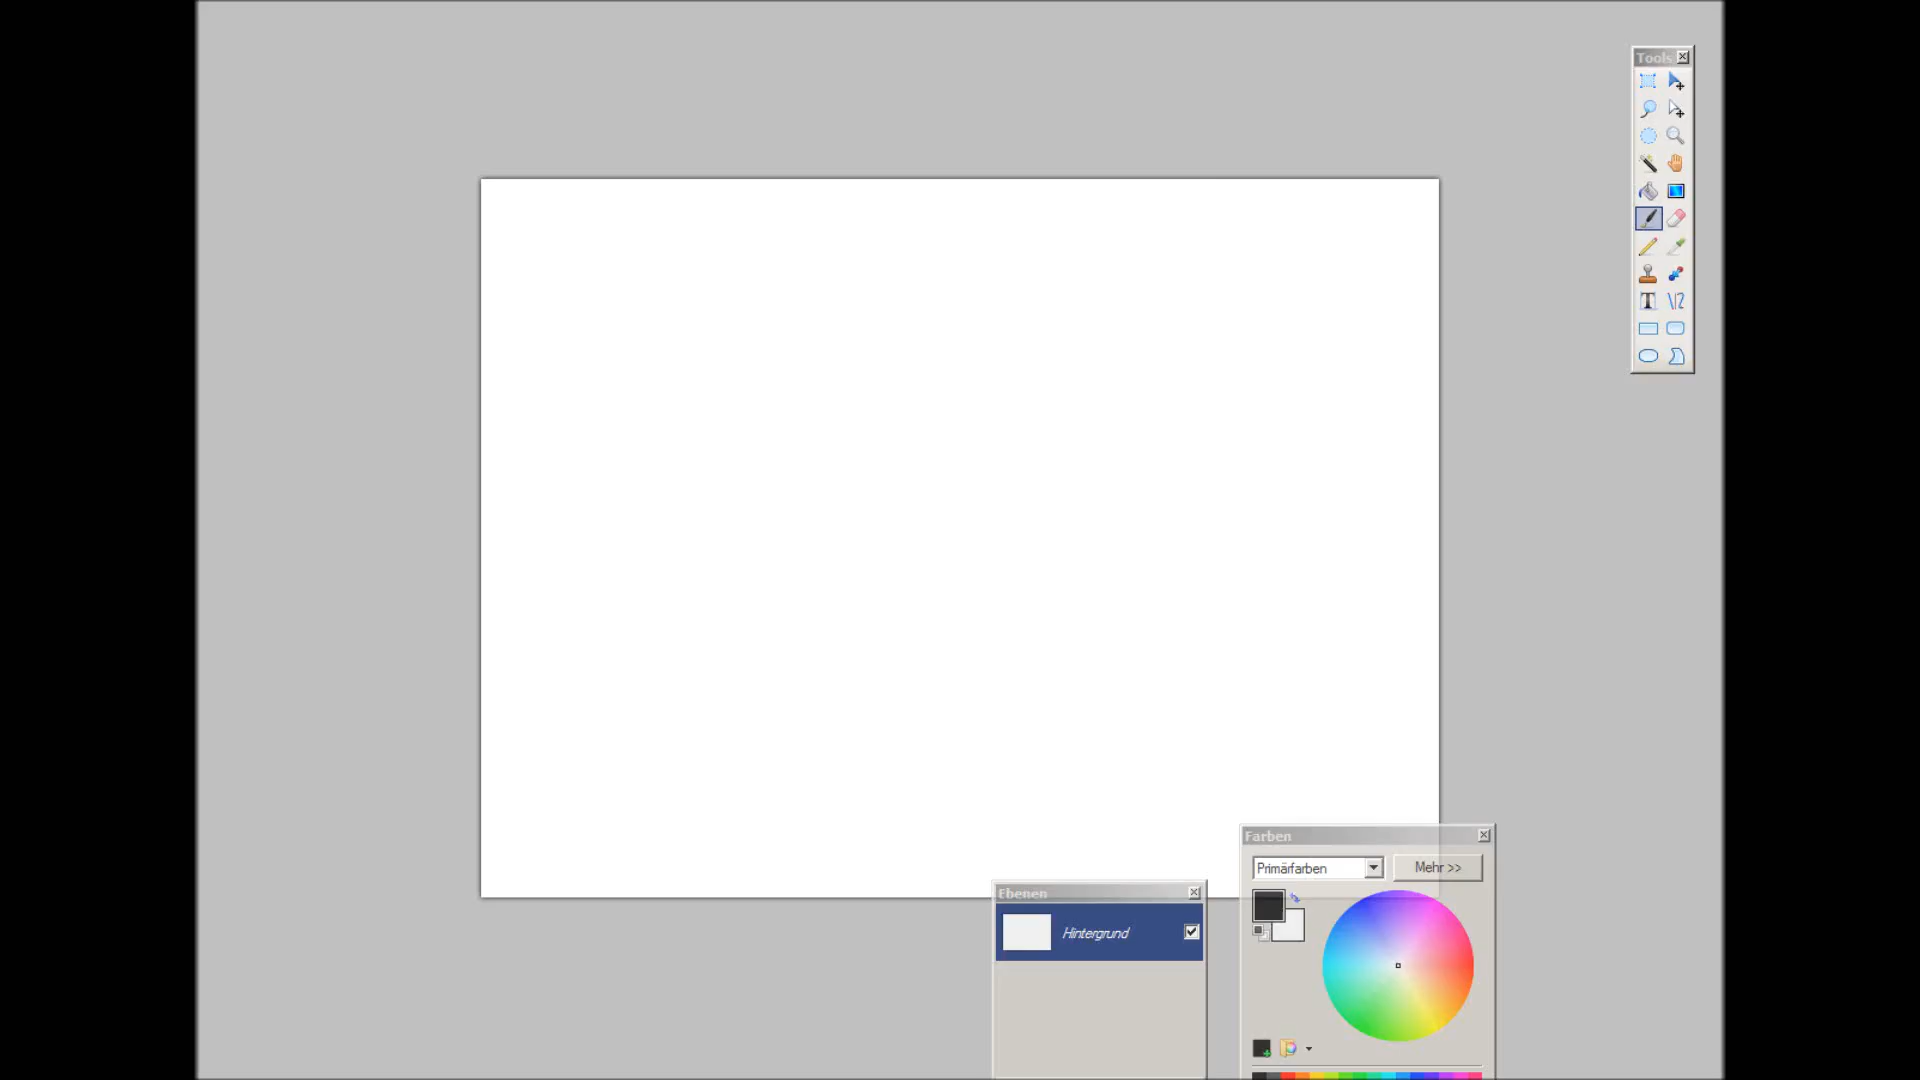 Tools
Farben
Primärfarben
Mehr >>
Ebenen
Hintergrund